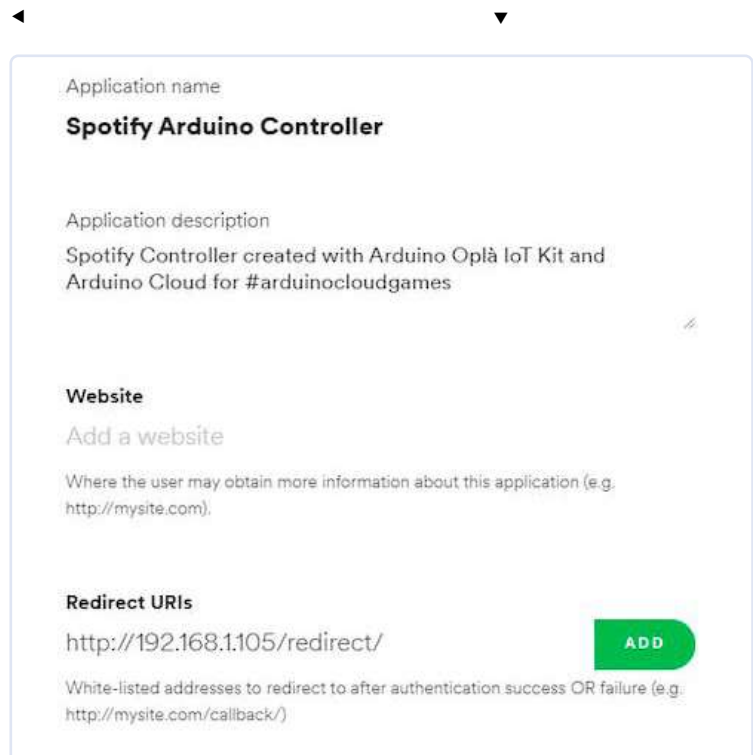 Application name
Spotify Arduino Controller
Application description
Spotify Controller created with Arduino Oplà IoT Kit and
Arduino Cloud for #arduinocloudgames
Website
Add a website
Where the user may obtain more information about this application (e.g.
http://mysite.com).
Redirect URIs
http://192.168.1.105/redirect/
ADD
White-listed addresses to redirect to after authentication success OR failure (e.g.
http://mysite.com/callback/)